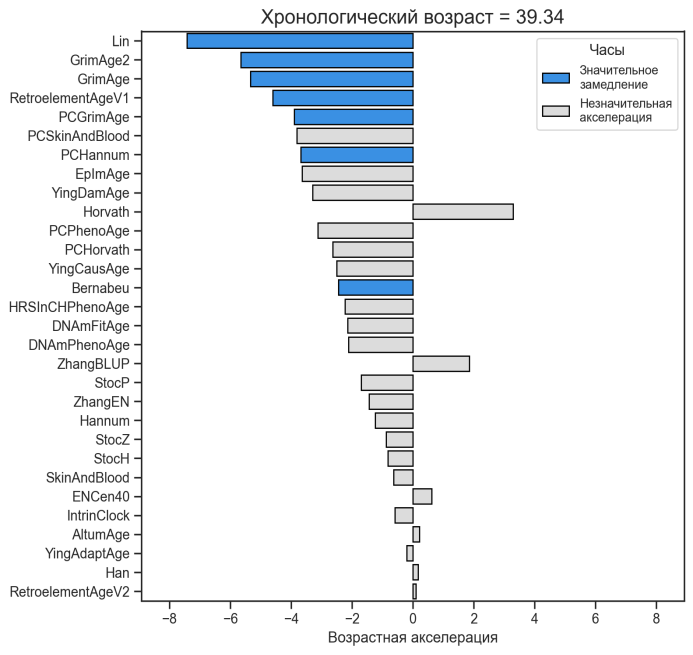 Хронологический возраст = 39.34
Lin
GrimAge2
GrimAge
RetroelementAgeV1
PCGrimAge
PCSkinAndBlood
PCHannum
EpImAge
YingDamAge
Horvath
PCPhenoAge
PCHorvath
YingCausAge
Bernabeu
HRSInCHPhenoAge
DNAmFitAge
DNAmPhenoAge
ZhangBLUP
StocP
ZhangEN
Hannum
StocZ
StocH
SkinAndBlood
ENCen40
IntrinClock
AltumAge
YingAdaptAge
Han
RetroelementAgeV2
Часы
Значительное
замедление
Незначительная
акселерация
−8 −6 −4 −2 0 2 4 6 8
Возрастная акселерация